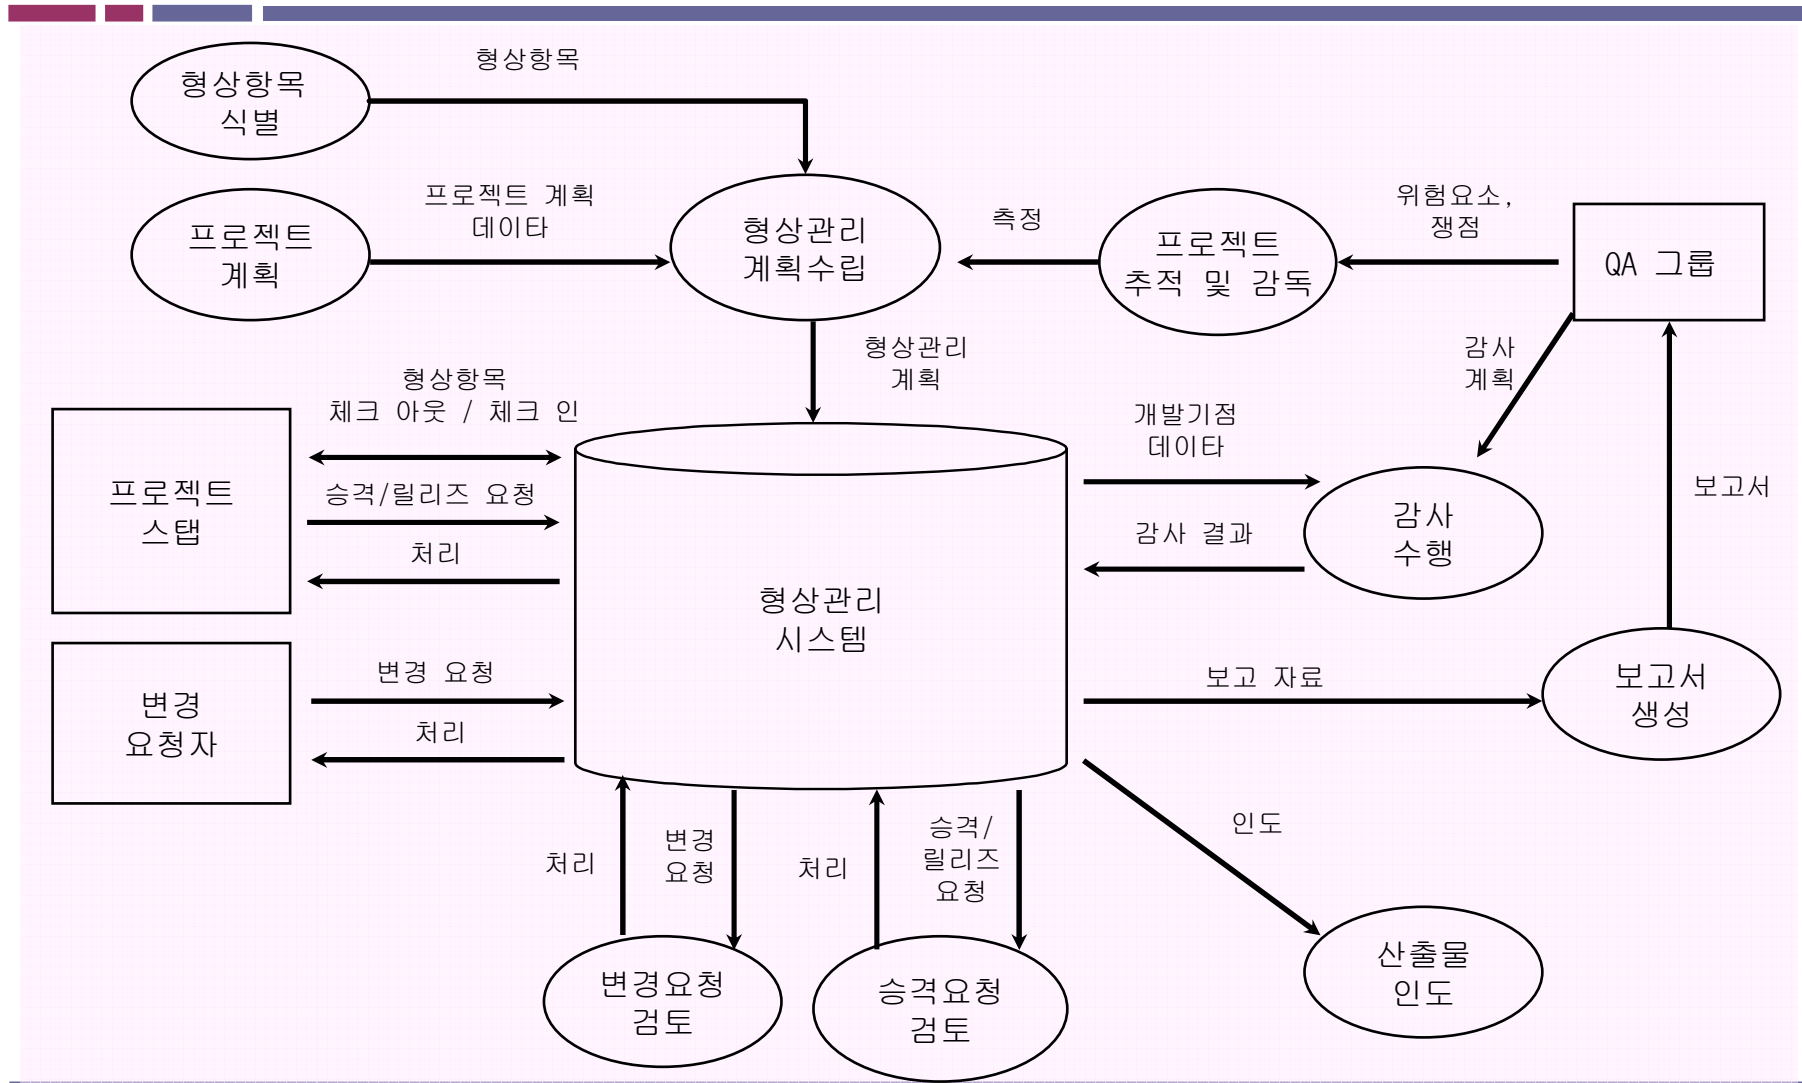 형상항목
형상항목
식별
프로젝트 계획
데이타
프로젝트
계획
형상관리
계획수립
측정
프로젝트
추적 및 감독
위험요소,
쟁점
QA 그룹
형상관리
계획
감사
계획
형상항목
체크 아웃 / 체크 인
개발기점
데이타
프로젝트
스탭
승격/릴리즈 요청
처리
감사 결과
감사
수행
보고서
형상관리
시스템
변경
요청자
변경 요청
처리
보고 자료
보고서
생성
처리
변경
요청
처리
승격/
릴리즈
요청
인도
변경요청
검토
승격요청
검토
산출물
인도